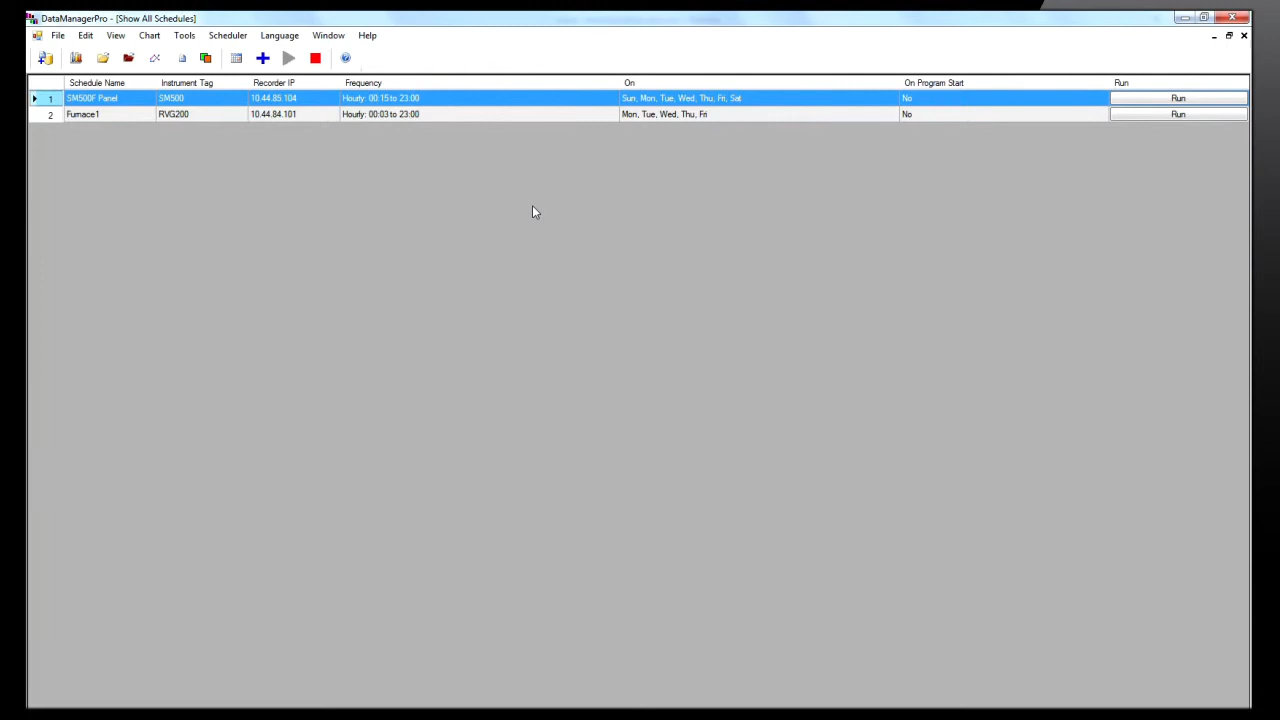 DataManagerPro - [Show All Schedules]
File Edit View Chart Tools Scheduler Language Window Help
Schedule Name Instrument Tag Recorder IP Frequency On On Program Start Run
1 SM500F Panel SM500 10.44.85.104 Hourly: 00:15 to 23:00 Sun, Mon, Tue, Wed, Thu, Fri, Sat No Run
2 Furnace1 RVG200 10.44.84.101 Hourly: 00:03 to 23:00 Mon, Tue, Wed, Thu, Fri No Run